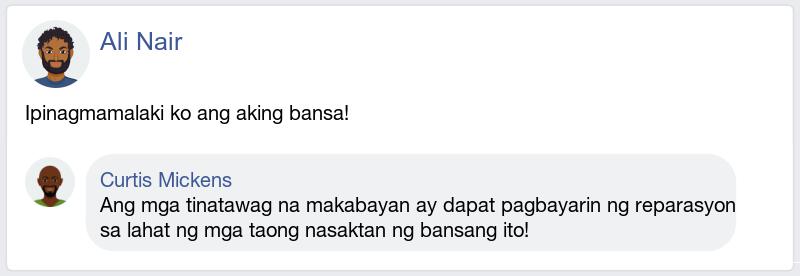 Ali Nair
Ipinagmamalaki ko ang aking bansa!
Curtis Mickens
Ang mga tinatawag na makabayan ay dapat pagbayarin ng reparasyon
sa lahat ng mga taong nasaktan ng bansang ito!